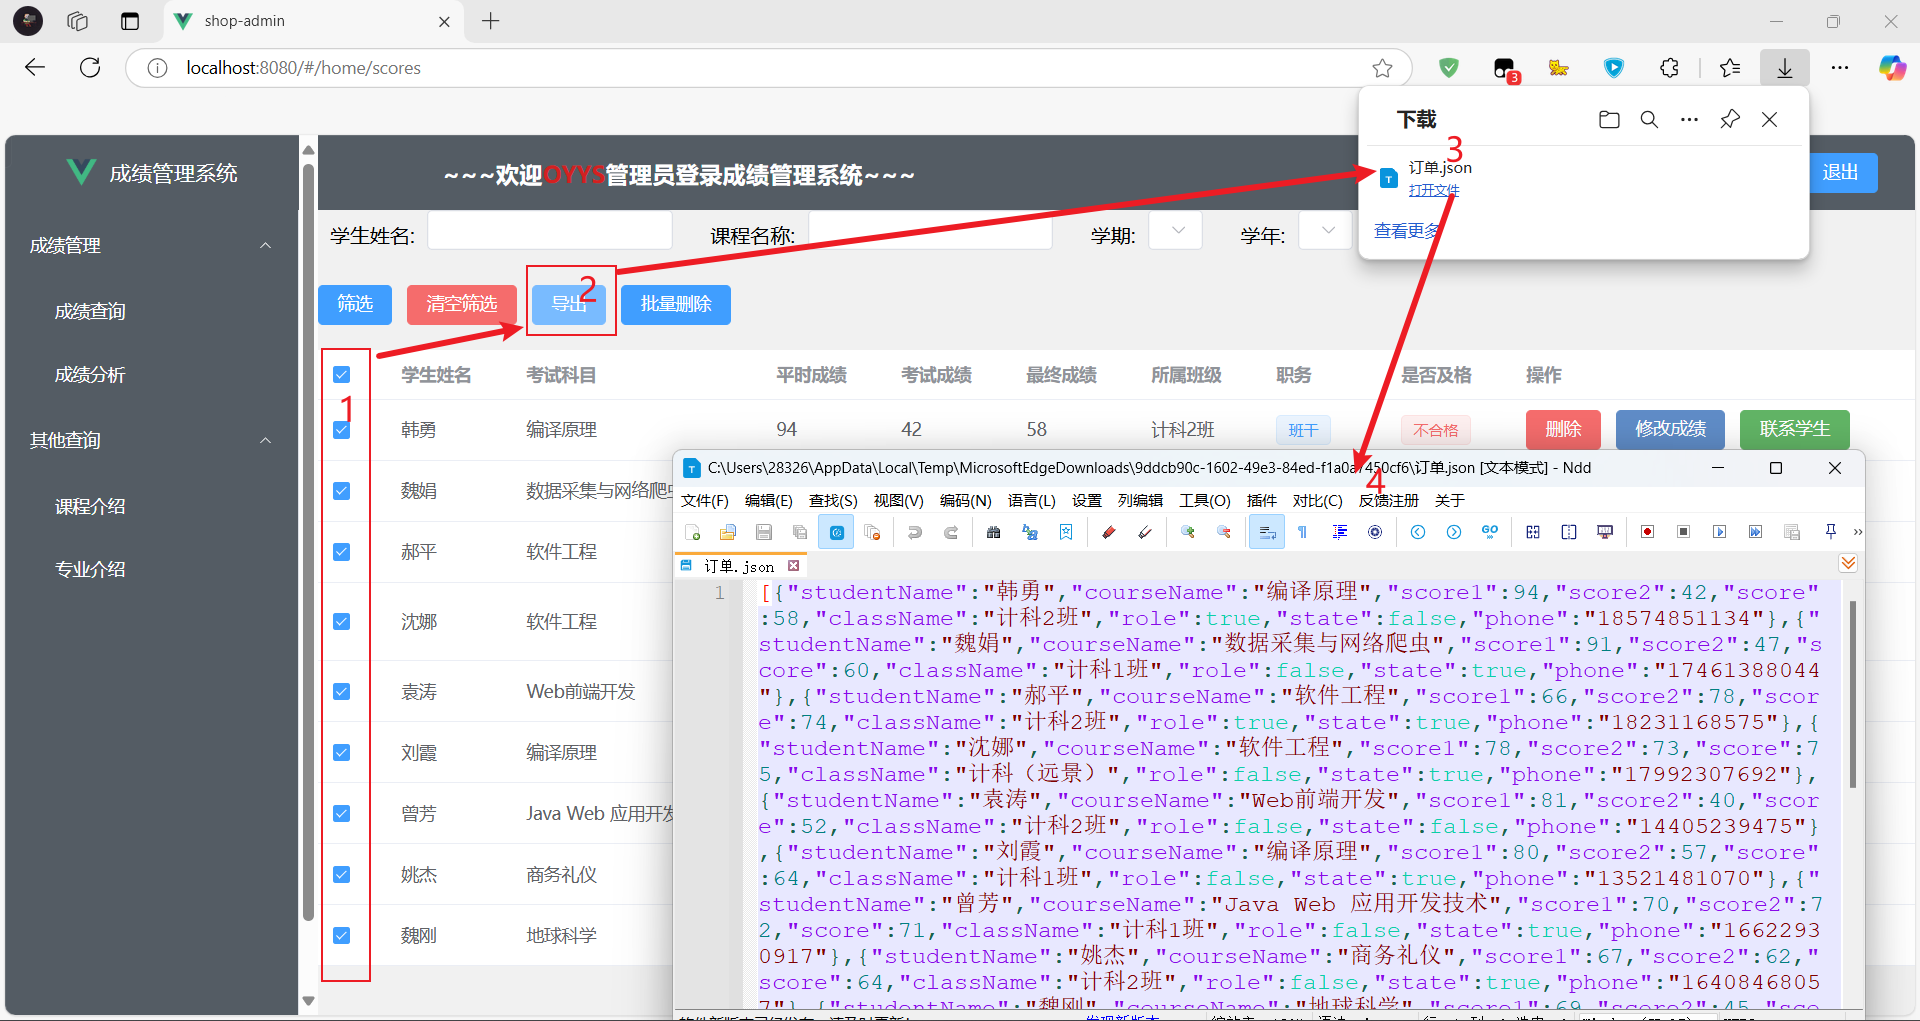 shop-admin
localhost:8080/#/home/scores
3
下载
订单.json
打开文件
查看更多
成绩管理系统
~~~欢迎OYYS管理员登录成绩管理系统~~~
退出
成绩管理
成绩查询
成绩分析
其他查询
课程介绍
专业介绍
学生姓名:
课程名称:
学期:
学年:
筛选
清空筛选
导出
批量删除
1
2
3
4
学生姓名 考试科目 平时成绩 考试成绩 最终成绩 所属班级 职务 是否及格 操作
韩勇 编译原理 94 42 58 计科2班 班干 不合格 删除 修改成绩 联系学生
魏娟 数据采集与网络爬虫
郝平 软件工程
沈娜 软件工程
袁涛 Web前端开发
刘霞 编译原理
曾芳 Java Web 应用开发
姚杰 商务礼仪
魏刚 地球科学
C:\Users\28326\AppData\Local\Temp\MicrosoftEdgeDownloads\9ddcb90c-1602-49e3-84ed-f1a0a7450cf6\订单.json [文本模式] - Ndd
文件(F) 编辑(E) 查找(S) 视图(V) 编码(N) 语言(L) 设置 列编辑 工具(O) 插件 对比(C) 反馈注册 关于
订单.json
1
[{"studentName":"韩勇","courseName":"编译原理","score1":94,"score2":42,"score"
:58,"className":"计科2班","role":true,"state":false,"phone":"18574851134"},{"
studentName":"魏娟","courseName":"数据采集与网络爬虫","score1":91,"score2":47,"s
core":60,"className":"计科1班","role":false,"state":true,"phone":"17461388044
"},{"studentName":"郝平","courseName":"软件工程","score1":66,"score2":78,"scor
e":74,"className":"计科2班","role":true,"state":true,"phone":"18231168575"},{
"studentName":"沈娜","courseName":"软件工程","score1":78,"score2":73,"score":7
5,"className":"计科（远景）","role":false,"state":true,"phone":"17992307692"},
{"studentName":"袁涛","courseName":"Web前端开发","score1":81,"score2":40,"scor
e":52,"className":"计科2班","role":false,"state":false,"phone":"14405239475"}
,{"studentName":"刘霞","courseName":"编译原理","score1":80,"score2":57,"score"
:64,"className":"计科1班","role":false,"state":true,"phone":"13521481070"},{"
studentName":"曾芳","courseName":"Java Web 应用开发技术","score1":70,"score2":7
2,"score":71,"className":"计科1班","role":false,"state":true,"phone":"1662293
0917"},{"studentName":"姚杰","courseName":"商务礼仪","score1":67,"score2":62,"
score":64,"className":"计科2班","role":false,"state":true,"phone":"1640846805
7"},{"studentName":"魏刚","courseName":"地球科学","score1":69,"score2":45,"sco